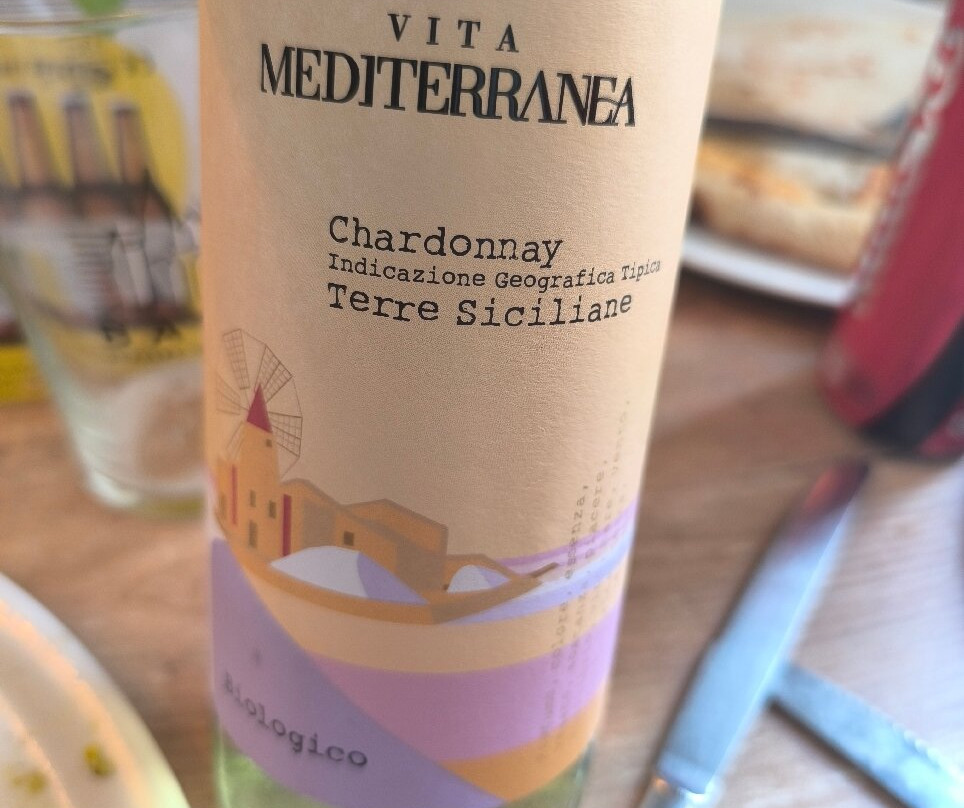 VITA
MEDITERRANEA
Chardonnay
Indicazione Geografica Tipica
Terre Siciliane
Biologico